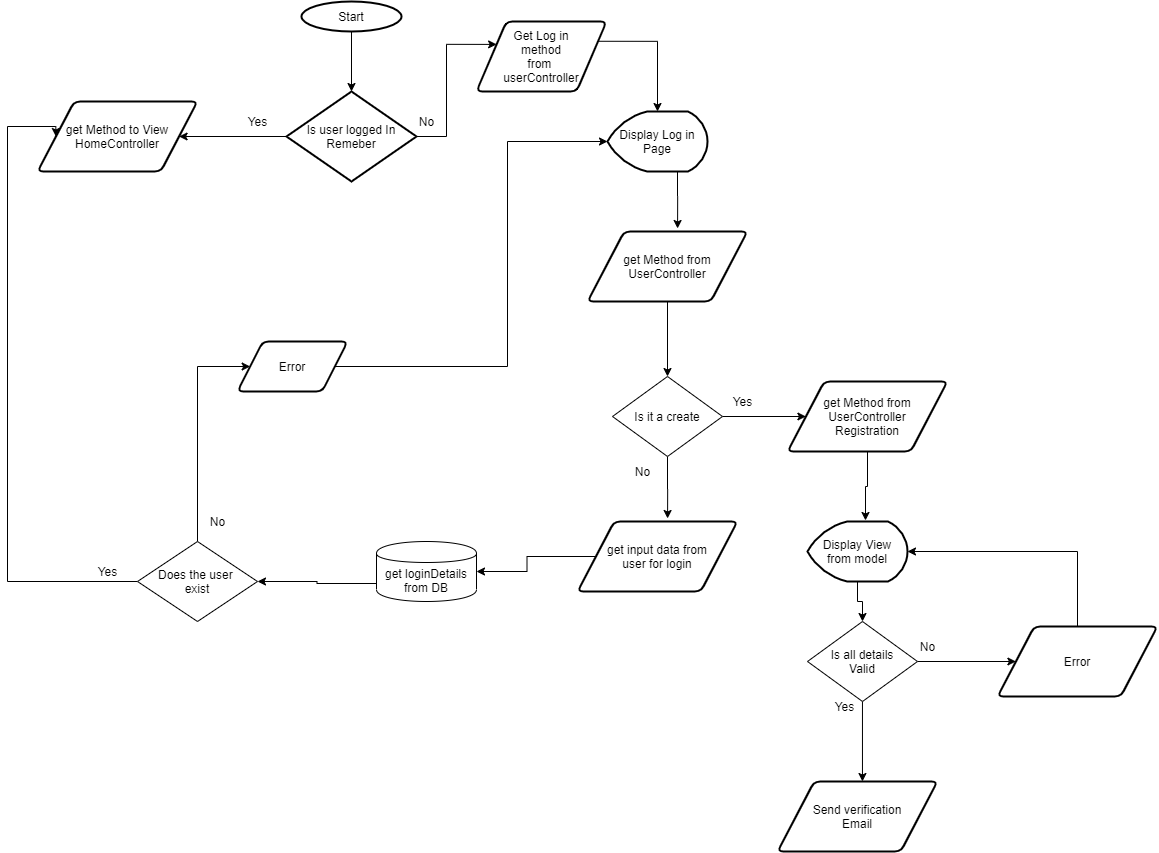 Start
Get Log in
method
from
userController
Yes
No
get Method to View
HomeController
Is user logged In
Remeber
Display Log in
Page
get Method from
UserController
Error
Is it a create
Yes
get Method from
UserController
Registration
No
No
get input data from
user for login
Display View
from model
Yes
Does the user
exist
get loginDetails
from DB
Is all details
Valid
No
Error
Yes
Send verification
Email